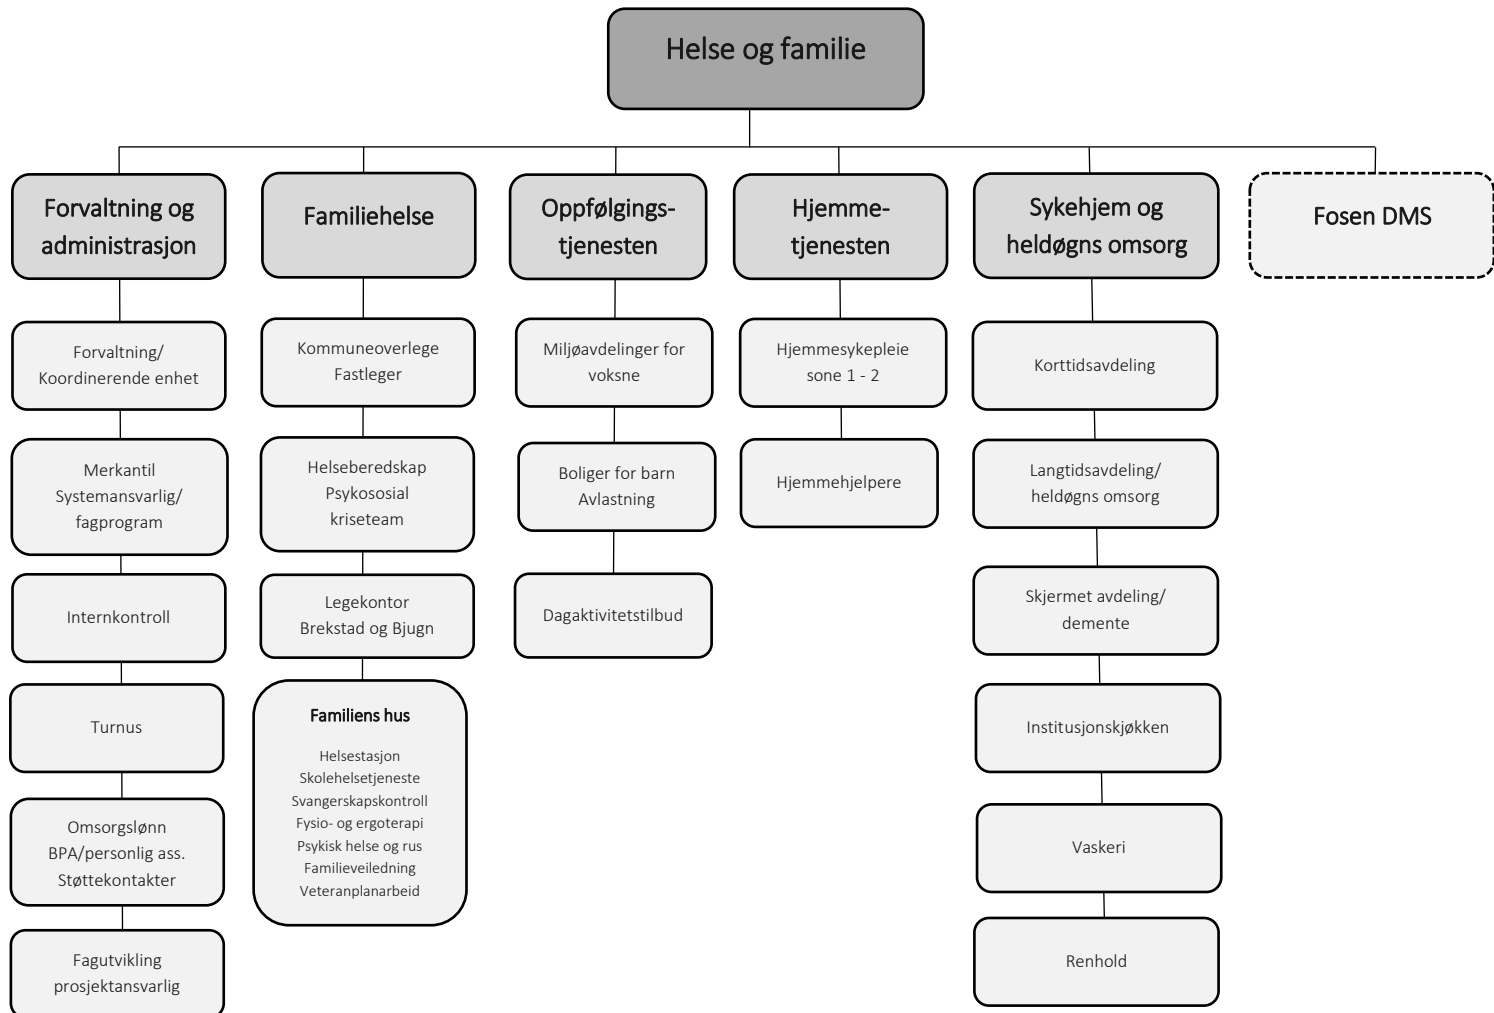 Helse og familie
Forvaltning og
administrasjon
Forvaltning/
Koordinerende enhet
Merkantil
Systemansvarlig/
fagprogram
Internkontroll
Turnus
Omsorgslønn
BPA/personlig ass.
Støttekontakter
Fagutvikling
prosjektansvarlig
Familiehelse
Kommuneoverlege
Fastleger
Helseberedskap
Psykososial
kriseteam
Legekontor
Brekstad og Bjugn
Familiens hus
Helsestasjon
Skolehelsetjeneste
Svangerskapskontroll
Fysio- og ergoterapi
Psykisk helse og rus
Familieveiledning
Veteranplanarbeid
Oppfølgings-
tjenesten
Miljøavdelinger for
voksne
Boliger for barn
Avlastning
Dagaktivitetstilbud
Hjemme-
tjenesten
Hjemmesykepleie
sone 1 - 2
Hjemmehjelpere
Sykehjem og
heldøgns omsorg
Korttidsavdeling
Langtidsavdeling/
heldøgns omsorg
Skjermet avdeling/
demente
Institusjonskjøkken
Vaskeri
Renhold
Fosen DMS